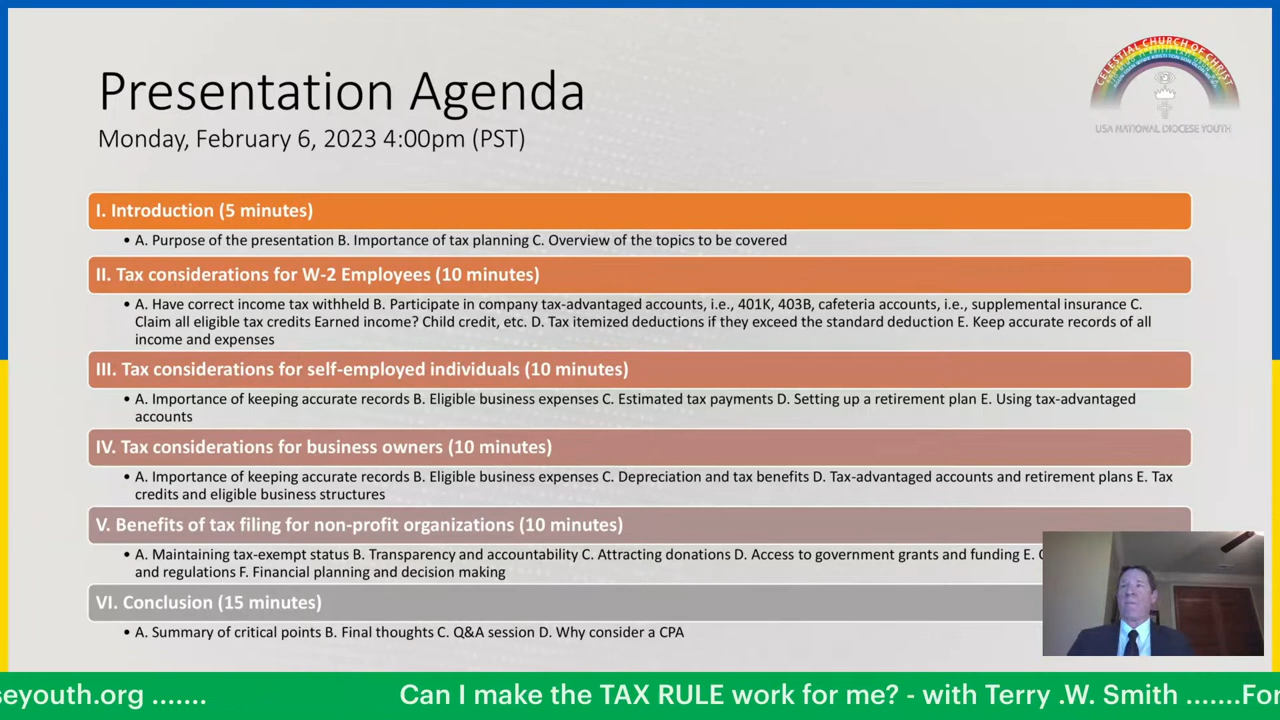 Presentation Agenda
Monday, February 6, 2023 4:00pm (PST)
CELESTIAL CHURCH OF CHRIST
USA NATIONAL DIOCESE YOUTH
I. Introduction (5 minutes)
• A. Purpose of the presentation B. Importance of tax planning C. Overview of the topics to be covered
II. Tax considerations for W-2 Employees (10 minutes)
• A. Have correct income tax withheld B. Participate in company tax-advantaged accounts, i.e., 401K, 403B, cafeteria accounts, i.e., supplemental insurance C.
Claim all eligible tax credits Earned income? Child credit, etc. D. Tax itemized deductions if they exceed the standard deduction E. Keep accurate records of all
income and expenses
III. Tax considerations for self-employed individuals (10 minutes)
• A. Importance of keeping accurate records B. Eligible business expenses C. Estimated tax payments D. Setting up a retirement plan E. Using tax-advantaged
accounts
IV. Tax considerations for business owners (10 minutes)
• A. Importance of keeping accurate records B. Eligible business expenses C. Depreciation and tax benefits D. Tax-advantaged accounts and retirement plans E. Tax
credits and eligible business structures
V. Benefits of tax filing for non-profit organizations (10 minutes)
• A. Maintaining tax-exempt status B. Transparency and accountability C. Attracting donations D. Access to government grants and funding E.
and regulations F. Financial planning and decision making
VI. Conclusion (15 minutes)
• A. Summary of critical points B. Final thoughts C. Q&A session D. Why consider a CPA
seyouth.org ....... Can I make the TAX RULE work for me? - with Terry .W. Smith .......For